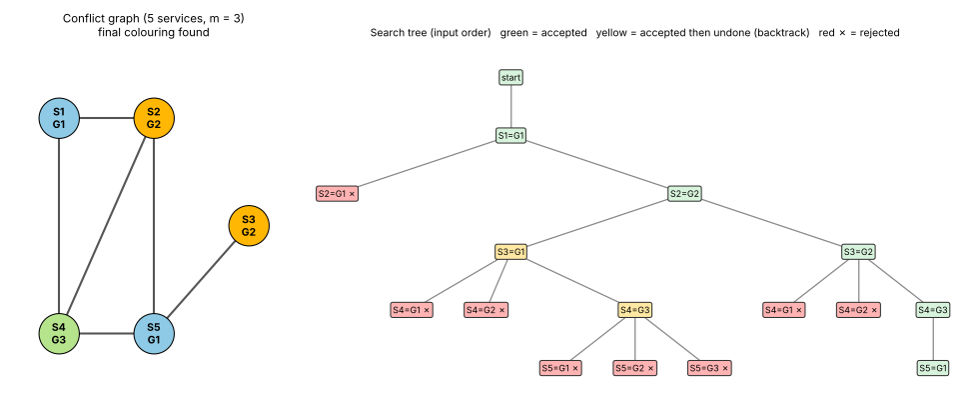 Conflict graph (5 services, m = 3)
final colouring found
Search tree (input order)   green = accepted   yellow = accepted then undone (backtrack)   red × = rejected
S1
G1
S2
G2
S3
G2
S4
G3
S5
G1
start
S1=G1
S2=G1 ×
S2=G2
S3=G1
S3=G2
S4=G1 ×
S4=G2 ×
S4=G3
S4=G1 ×
S4=G2 ×
S4=G3
S5=G1 ×
S5=G2 ×
S5=G3 ×
S5=G1